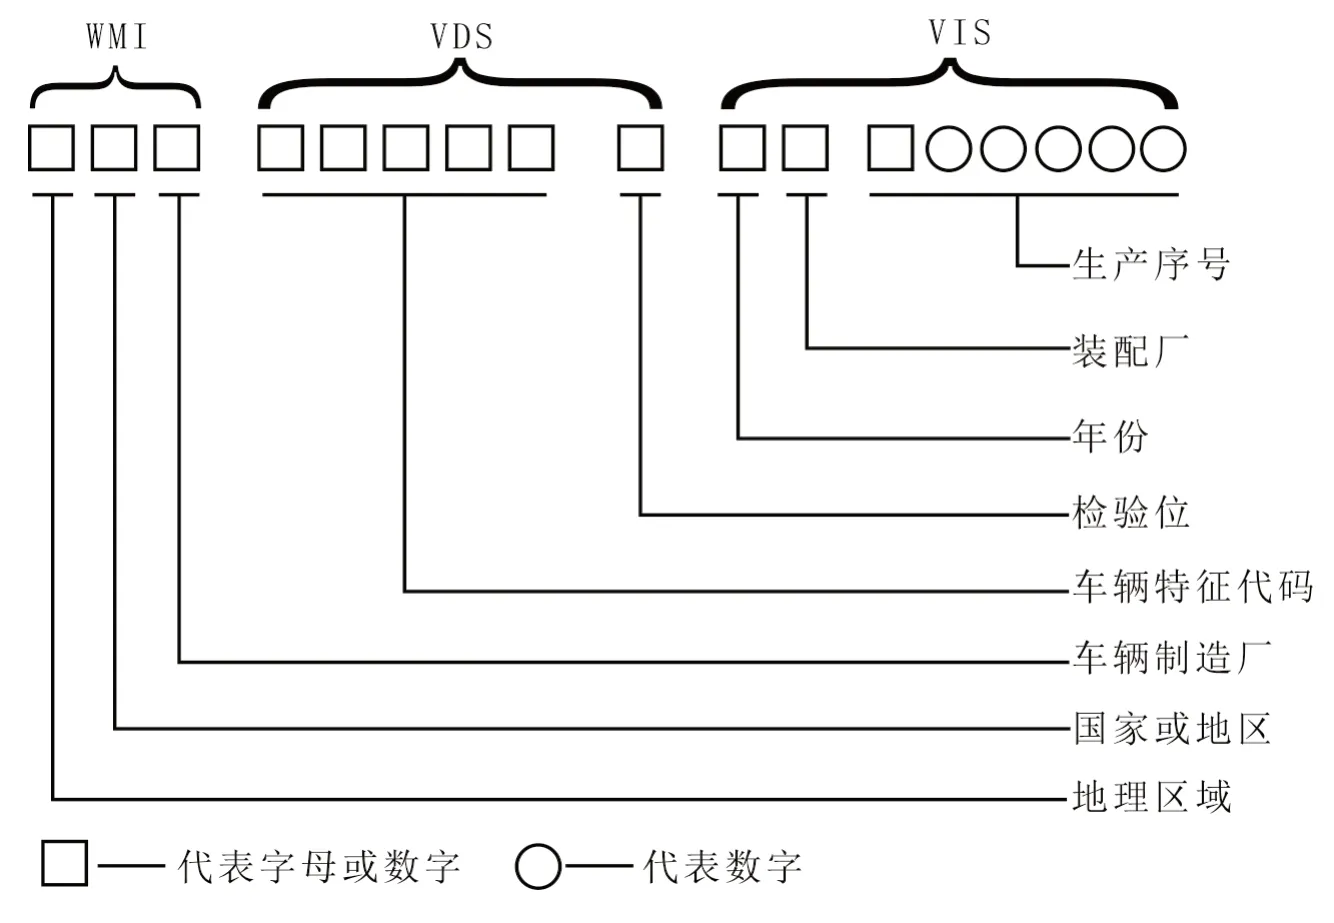 WMI
VDS
VIS
生产序号
装配厂
年份
检验位
车辆特征代码
车辆制造厂
国家或地区
地理区域
代表字母或数字
代表数字